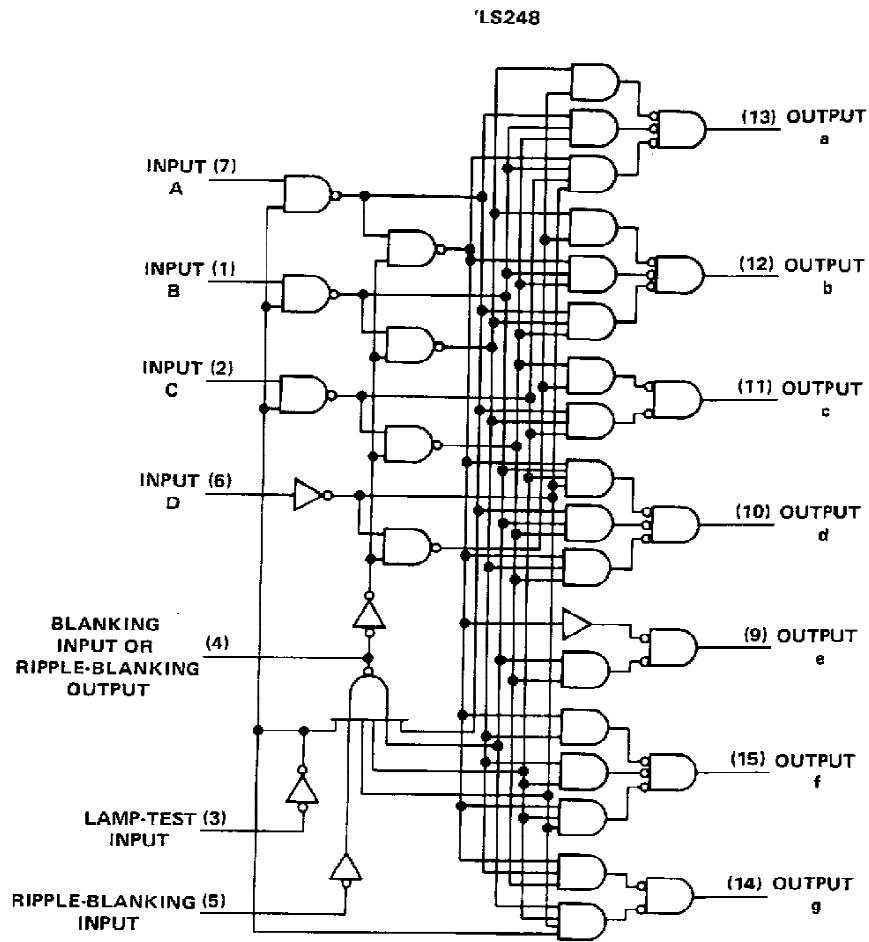 'LS248
(13) OUTPUT
a
INPUT (7)
A
(12) OUTPUT
b
INPUT (1)
B
INPUT (2)
C
(11) OUTPUT
c
INPUT (6)
D
(10) OUTPUT
d
BLANKING
INPUT OR (4)
RIPPLE-BLANKING
OUTPUT
(9) OUTPUT
e
(15) OUTPUT
f
LAMP-TEST (3)
INPUT
(14) OUTPUT
g
RIPPLE-BLANKING (5)
INPUT